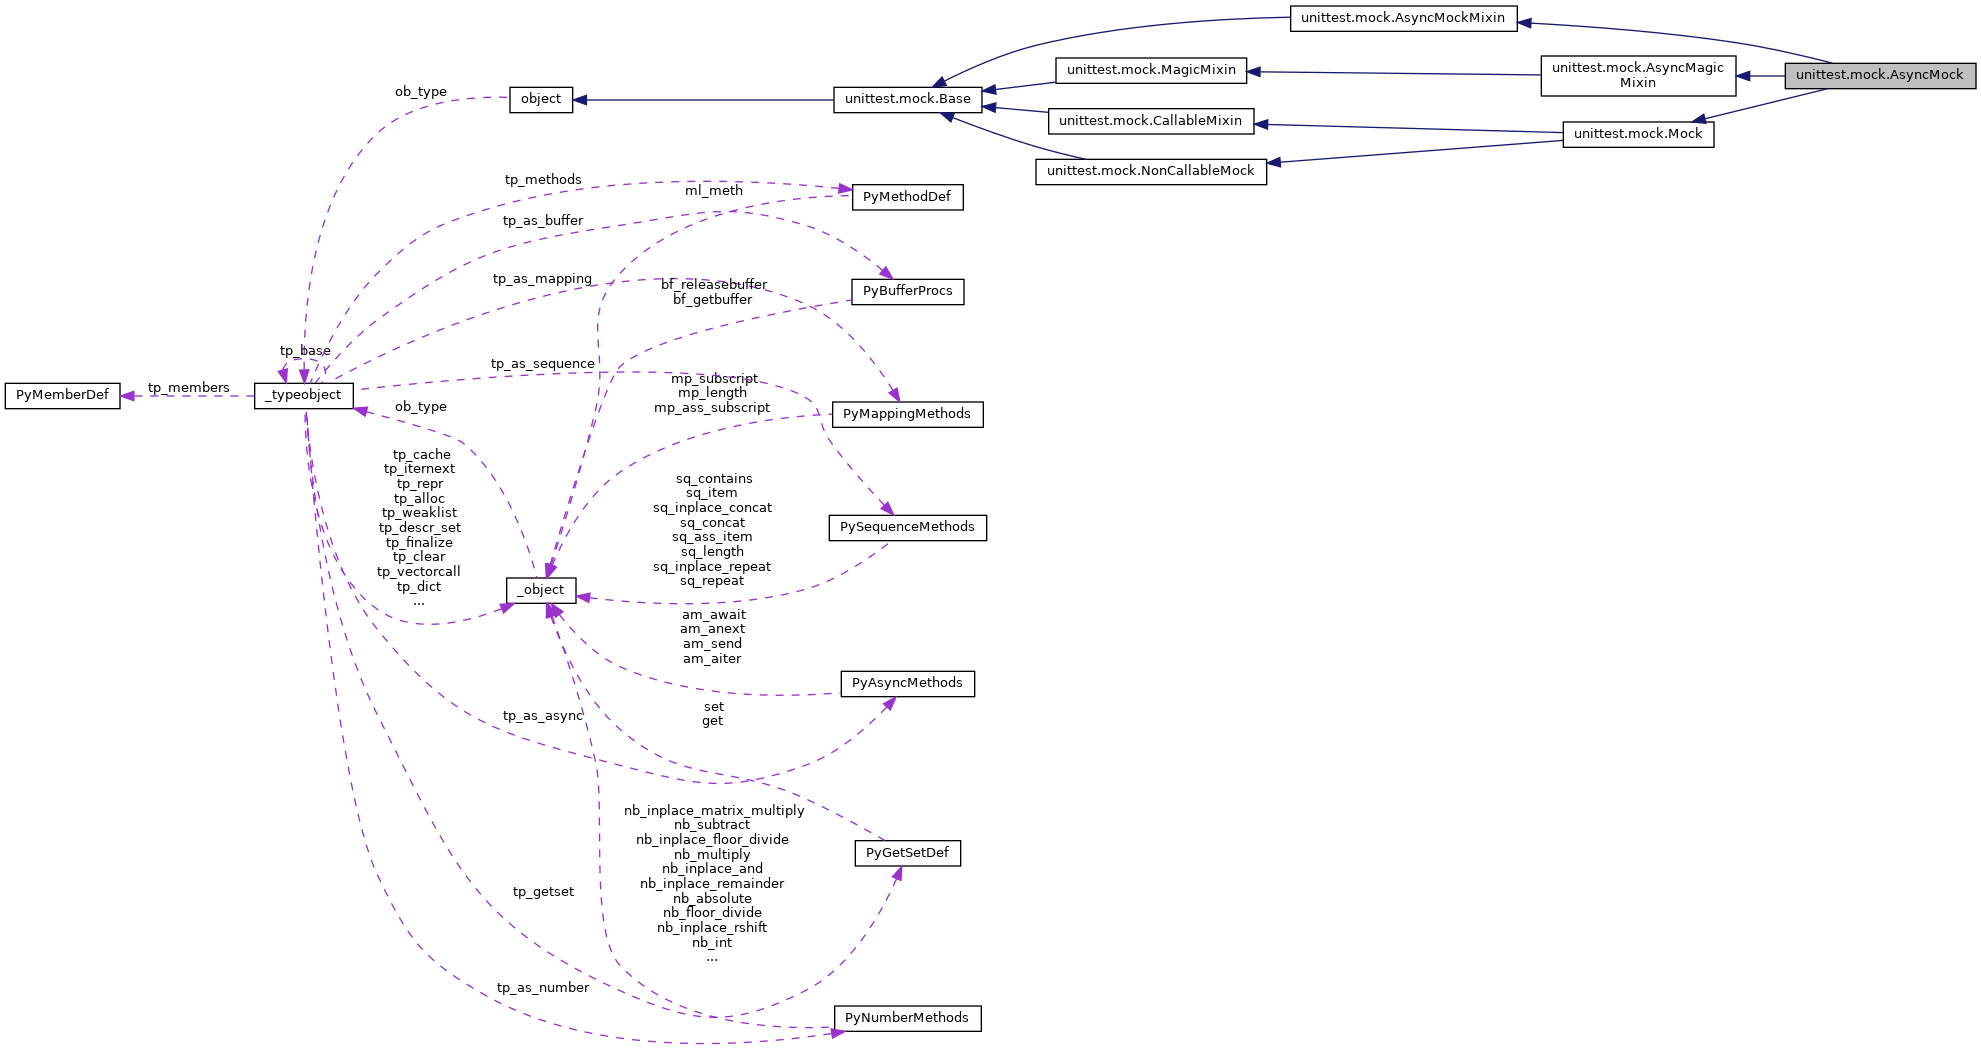 unittest.mock.AsyncMockMixin
unittest.mock.MagicMixin
unittest.mock.AsyncMagic
Mixin
unittest.mock.AsyncMock
ob_type
object
unittest.mock.Base
unittest.mock.CallableMixin
unittest.mock.Mock
unittest.mock.NonCallableMock
tp_methods
ml_meth
PyMethodDef
tp_as_buffer
tp_as_mapping
bf_releasebuffer
bf_getbuffer
PyBufferProcs
tp_base
tp_as_sequence
mp_subscript
mp_length
mp_ass_subscript
PyMemberDef
tp_members
_typeobject
ob_type
PyMappingMethods
tp_cache
tp_iternext
tp_repr
tp_alloc
tp_weaklist
tp_descr_set
tp_finalize
tp_clear
tp_vectorcall
tp_dict
...
sq_contains
sq_item
sq_inplace_concat
sq_concat
sq_ass_item
sq_length
sq_inplace_repeat
sq_repeat
PySequenceMethods
_object
am_await
am_anext
am_send
am_aiter
PyAsyncMethods
tp_as_async
set
get
nb_inplace_matrix_multiply
nb_subtract
nb_inplace_floor_divide
nb_multiply
nb_inplace_and
nb_inplace_remainder
nb_absolute
nb_floor_divide
nb_inplace_rshift
nb_int
...
PyGetSetDef
tp_getset
tp_as_number
PyNumberMethods